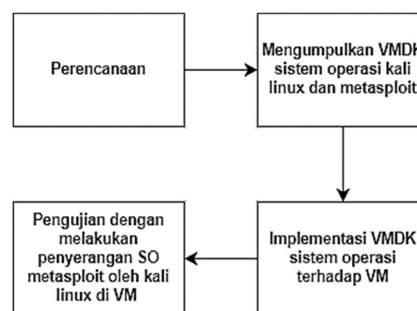 Perencanaan
Mengumpulkan VMDK
sistem operasi kali
linux dan metasploit
Implementasi VMDK
sistem operasi
terhadap VM
Pengujian dengan
melakukan
penyerangan SO
metasploit oleh kali
linux di VM